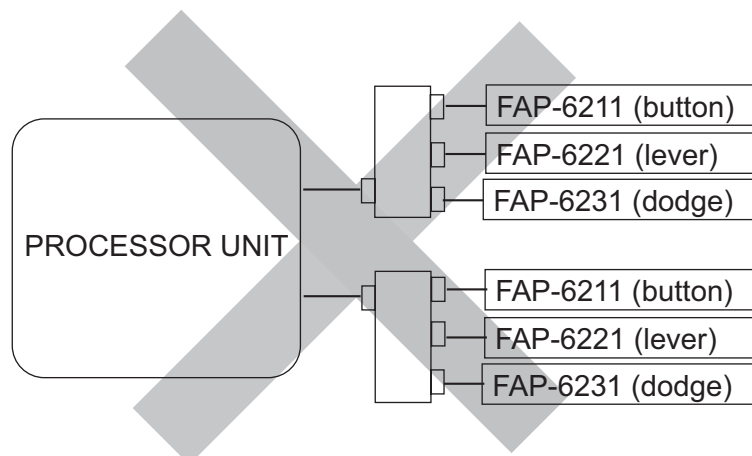 FAP-6211 (button)
FAP-6221 (lever)
FAP-6231 (dodge)
PROCESSOR UNIT
FAP-6211 (button)
FAP-6221 (lever)
FAP-6231 (dodge)